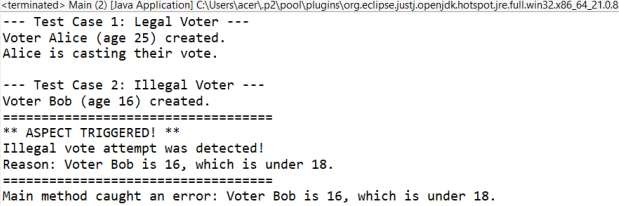 <terminated> Main (2) [Java Application] C:\Users\acer\.p2\pool\plugins\org.eclipse.justj.openjdk.hotspot.jre.full.win32.x86_64_21.0.8
--- Test Case 1: Legal Voter ---
Voter Alice (age 25) created.
Alice is casting their vote.

--- Test Case 2: Illegal Voter ---
Voter Bob (age 16) created.
===================================
** ASPECT TRIGGERED! **
Illegal vote attempt was detected!
Reason: Voter Bob is 16, which is under 18.
===================================
Main method caught an error: Voter Bob is 16, which is under 18.